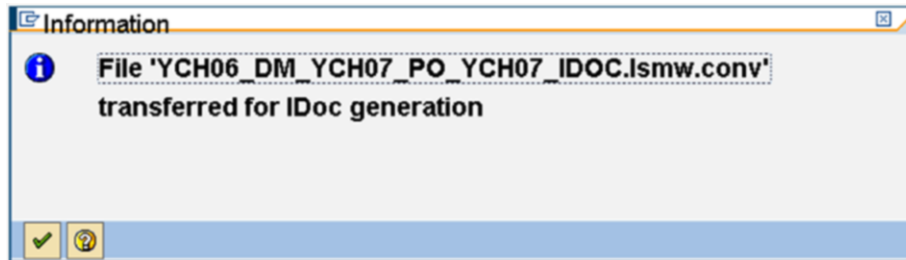 Information
File 'YCH06_DM_YCH07_PO_YCH07_IDOC.lsmw.conv'
transferred for IDoc generation